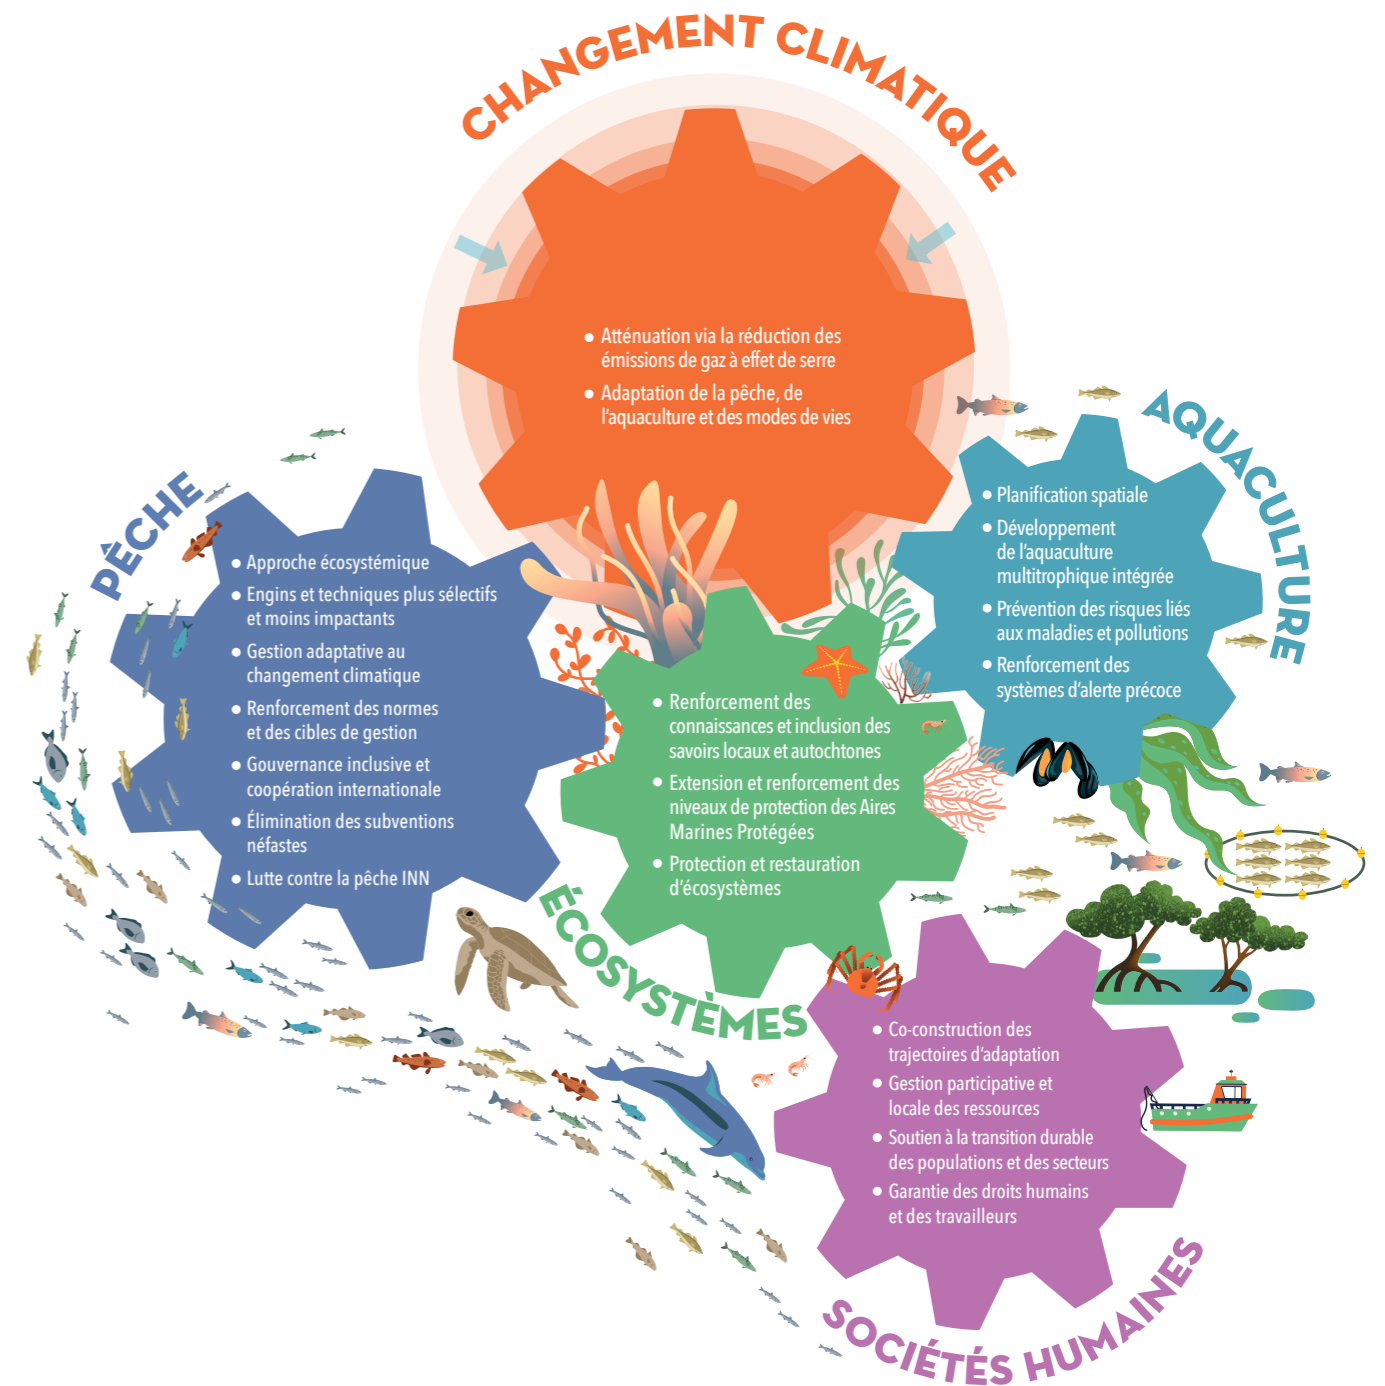 CHANGEMENT CLIMATIQUE
• Atténuation via la réduction des
émissions de gaz à effet de serre
• Adaptation de la pêche, de
l'aquaculture et des modes de vies
PÊCHE
• Approche écosystémique
• Engins et techniques plus sélectifs
et moins impactants
• Gestion adaptative au
changement climatique
• Renforcement des normes
et des cibles de gestion
• Gouvernance inclusive et
coopération internationale
• Élimination des subventions
néfastes
• Lutte contre la pêche INN
AQUACULTURE
• Planification spatiale
• Développement
de l'aquaculture
multitrophique intégrée
• Prévention des risques liés
aux maladies et pollutions
• Renforcement des
systèmes d'alerte précoce
• Renforcement des
connaissances et inclusion des
savoirs locaux et autochtones
• Extension et renforcement des
niveaux de protection des Aires
Marines Protégées
• Protection et restauration
d'écosystèmes
ÉCOSYSTÈMES
• Co-construction des
trajectoires d'adaptation
• Gestion participative et
locale des ressources
• Soutien à la transition durable
des populations et des secteurs
• Garantie des droits humains
et des travailleurs
SOCIÉTÉS HUMAINES